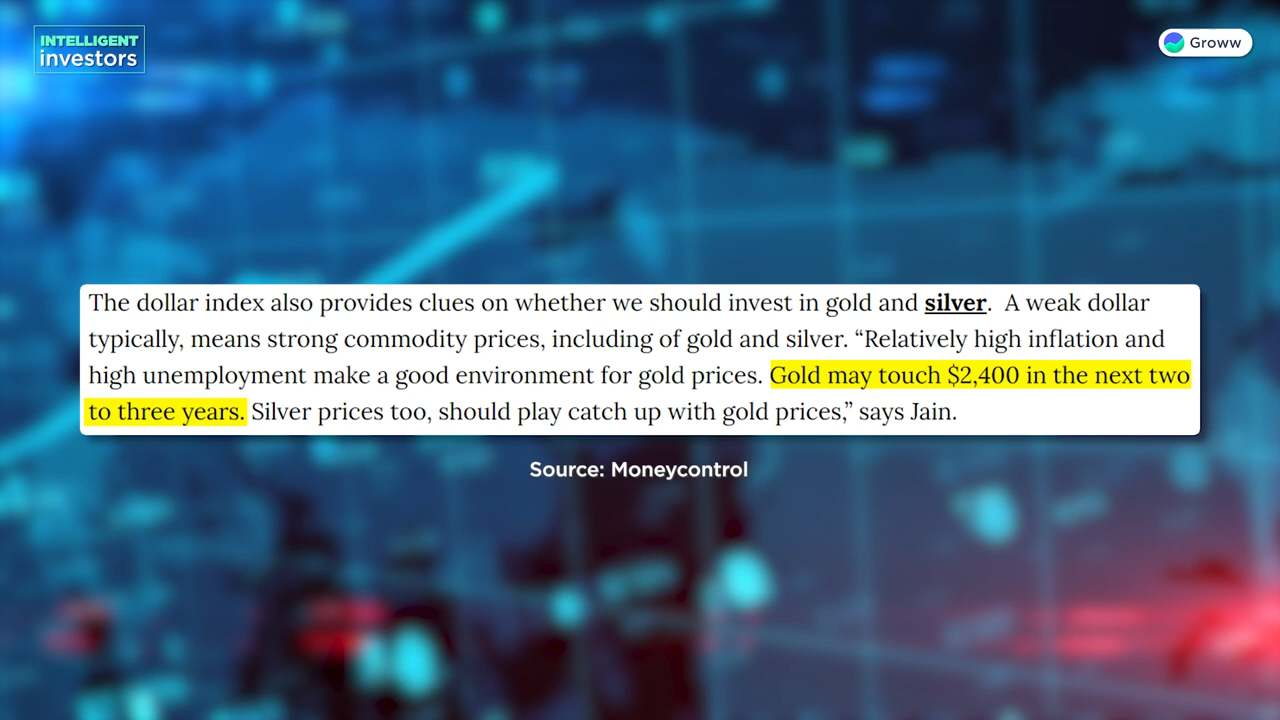 INTELLIGENT
investors
Groww
The dollar index also provides clues on whether we should invest in gold and silver.  A weak dollar
typically, means strong commodity prices, including of gold and silver. “Relatively high inflation and
high unemployment make a good environment for gold prices. Gold may touch $2,400 in the next two
to three years. Silver prices too, should play catch up with gold prices,” says Jain.
Source: Moneycontrol